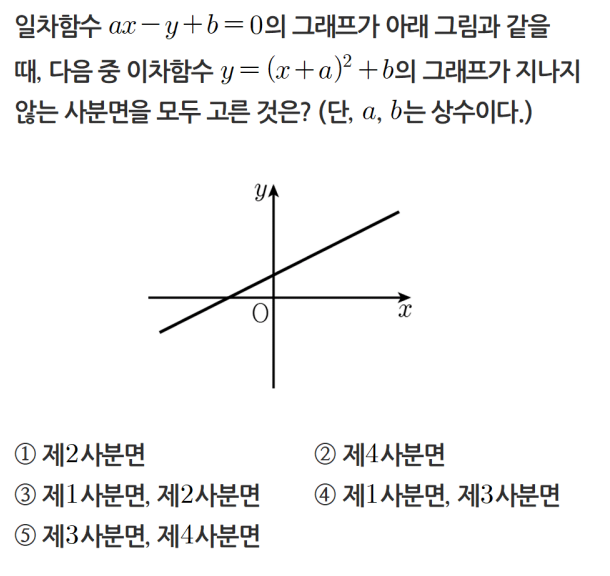 일차함수 ax－y＋b＝0의 그래프가 아래 그림과 같을
때, 다음 중 이차함수 y＝(x＋a)²＋b의 그래프가 지나지
않는 사분면을 모두 고른 것은? (단, a, b는 상수이다.)
y
O
x
① 제2사분면 ② 제4사분면
③ 제1사분면, 제2사분면 ④ 제1사분면, 제3사분면
⑤ 제3사분면, 제4사분면